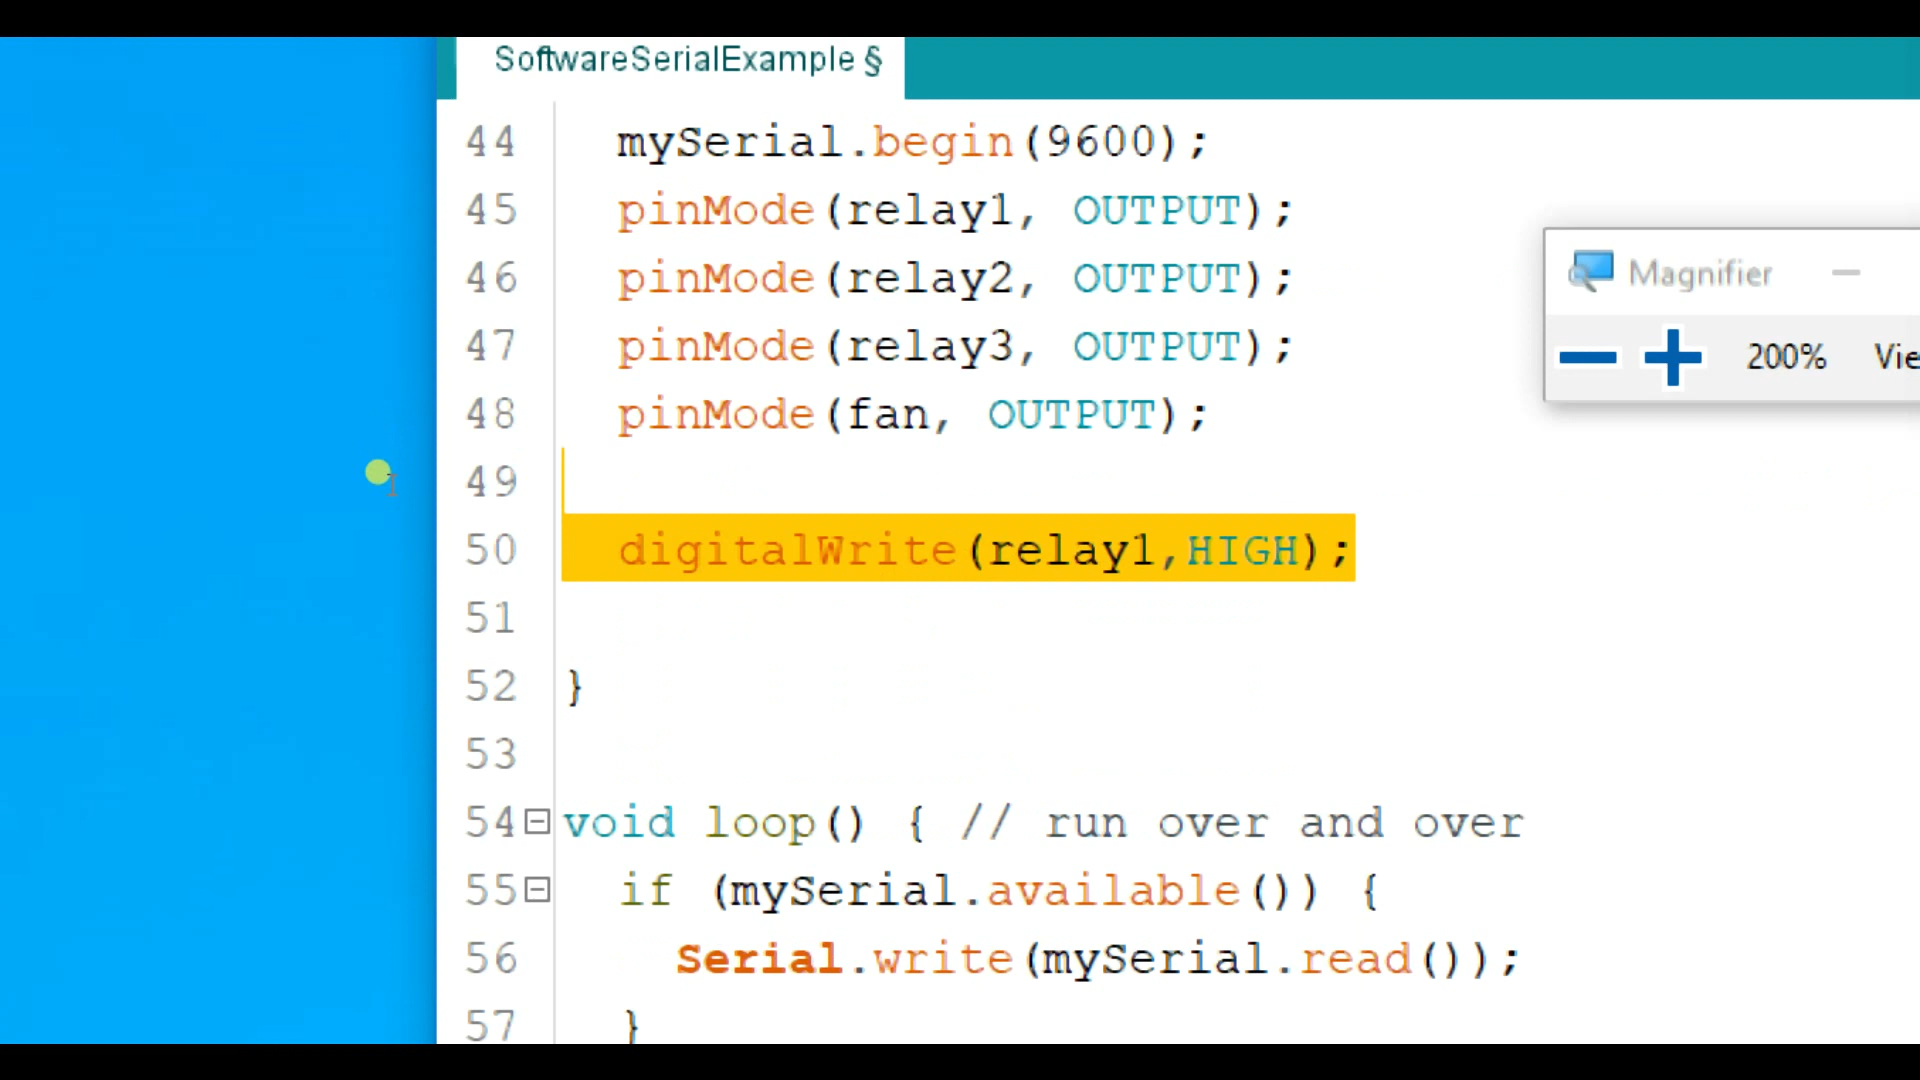 SoftwareSerialExample §
44 mySerial.begin(9600);
45 pinMode(relay1, OUTPUT);
46 pinMode(relay2, OUTPUT);
47 pinMode(relay3, OUTPUT);
48 pinMode(fan, OUTPUT);
49
50 digitalWrite(relay1,HIGH);
51
52 }
53
54 void loop() { // run over and over
55 if (mySerial.available()) {
56 Serial.write(mySerial.read());
57 }
Magnifier
200% Vie